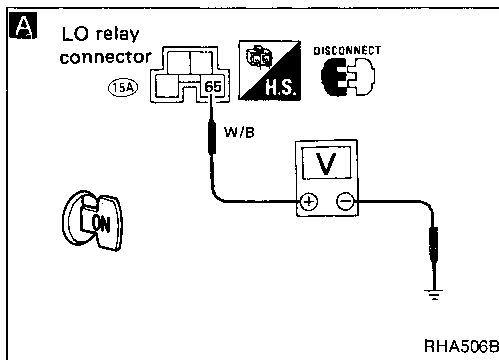 A
LO relay
connector
DISCONNECT
15A
65
H.S.
W/B
V
+ −
ON
RHA506B